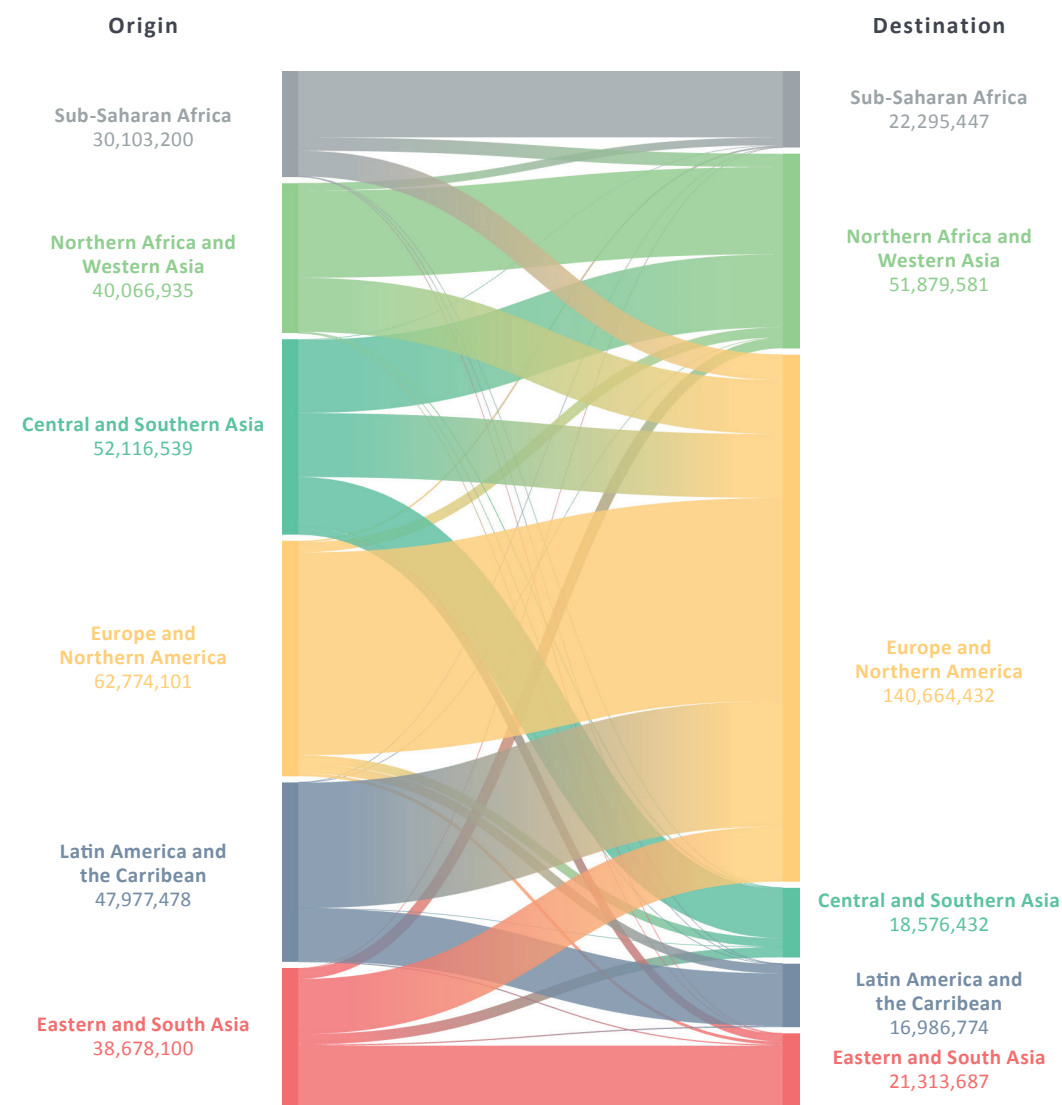 Origin
Destination
Sub-Saharan Africa
30,103,200
Northern Africa and
Western Asia
40,066,935
Central and Southern Asia
52,116,539
Europe and
Northern America
62,774,101
Latin America and
the Carribean
47,977,478
Eastern and South Asia
38,678,100
Sub-Saharan Africa
22,295,447
Northern Africa and
Western Asia
51,879,581
Europe and
Northern America
140,664,432
Central and Southern Asia
18,576,432
Latin America and
the Carribean
16,986,774
Eastern and South Asia
21,313,687